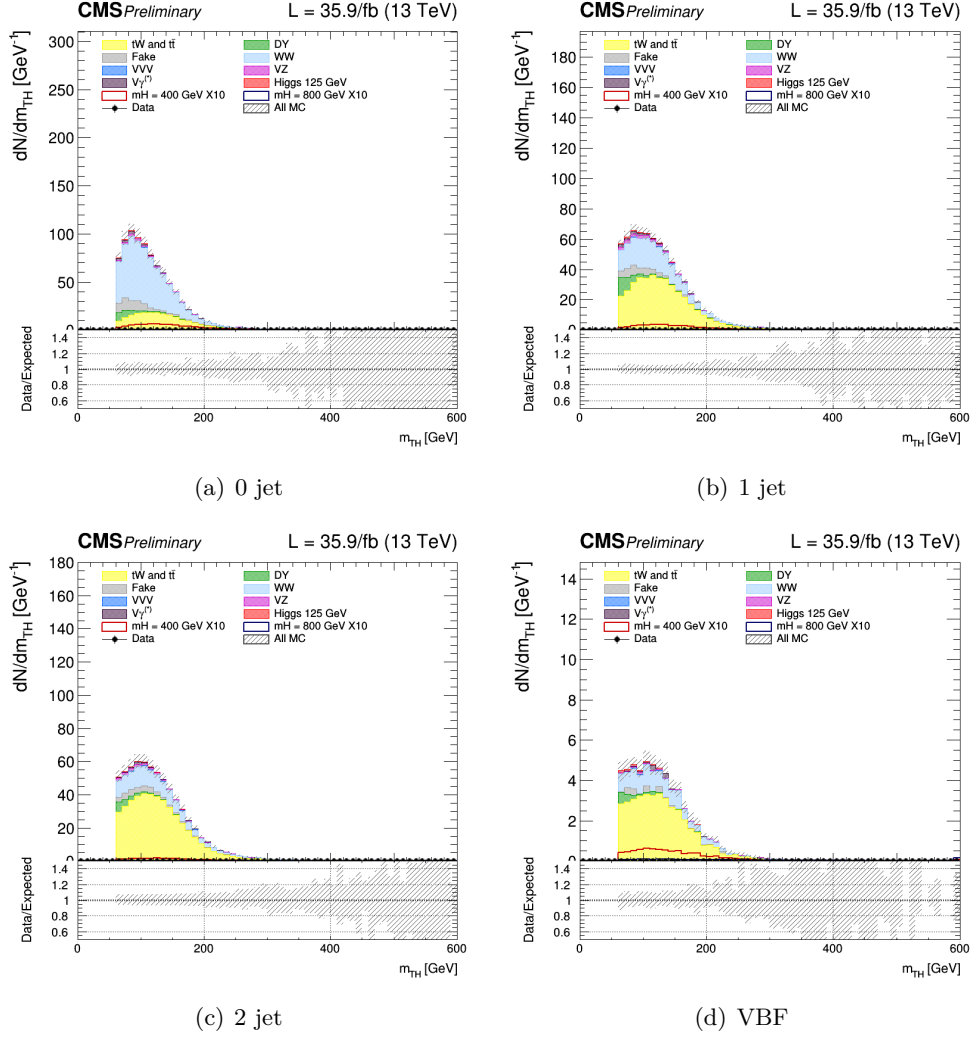 CMS Preliminary L = 35.9/fb (13 TeV)
dN/dm_TH [GeV⁻¹]
300
250
200
150
100
50
0
tW and tt̄ DY
Fake WW
VVV VZ
Vγ(*) Higgs 125 GeV
mH = 400 GeV X10 mH = 800 GeV X10
Data All MC
Data/Expected
1.4
1.2
1
0.8
0.6
0 200 400 600
m_TH [GeV]
(a) 0 jet
CMS Preliminary L = 35.9/fb (13 TeV)
dN/dm_TH [GeV⁻¹]
180
160
140
120
100
80
60
40
20
0
tW and tt̄ DY
Fake WW
VVV VZ
Vγ(*) Higgs 125 GeV
mH = 400 GeV X10 mH = 800 GeV X10
Data All MC
Data/Expected
1.4
1.2
1
0.8
0.6
0 200 400 600
m_TH [GeV]
(b) 1 jet
CMS Preliminary L = 35.9/fb (13 TeV)
dN/dm_TH [GeV⁻¹]
180
160
140
120
100
80
60
40
20
0
tW and tt̄ DY
Fake WW
VVV VZ
Vγ(*) Higgs 125 GeV
mH = 400 GeV X10 mH = 800 GeV X10
Data All MC
Data/Expected
1.4
1.2
1
0.8
0.6
0 200 400 600
m_TH [GeV]
(c) 2 jet
CMS Preliminary L = 35.9/fb (13 TeV)
dN/dm_TH [GeV⁻¹]
14
12
10
8
6
4
2
0
tW and tt̄ DY
Fake WW
VVV VZ
Vγ(*) Higgs 125 GeV
mH = 400 GeV X10 mH = 800 GeV X10
Data All MC
Data/Expected
1.4
1.2
1
0.8
0.6
0 200 400 600
m_TH [GeV]
(d) VBF